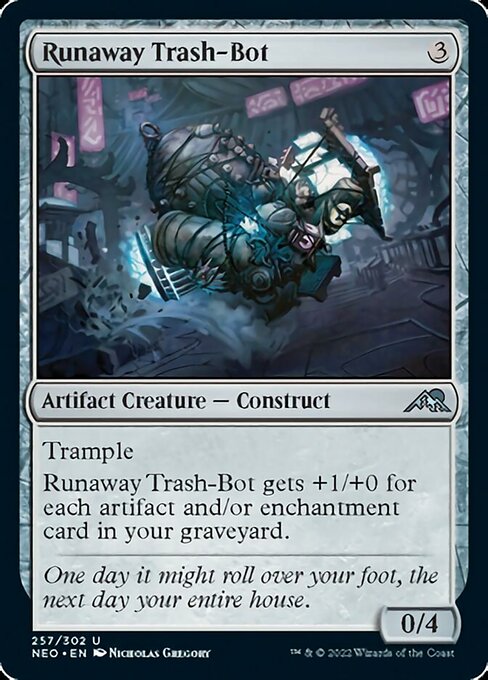 Runaway Trash-Bot 3
Artifact Creature — Construct
Trample
Runaway Trash-Bot gets +1/+0 for
each artifact and/or enchantment
card in your graveyard.
One day it might roll over your foot, the
next day your entire house.
0/4
257/302 U
NEO • EN Nicholas Gregory ™ & © 2022 Wizards of the Coast